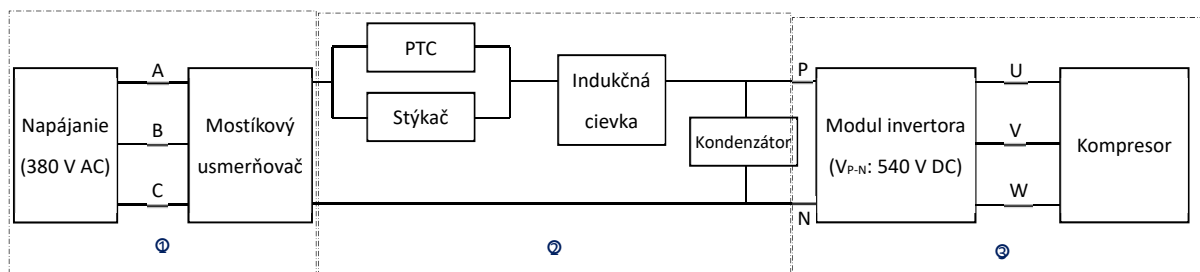 Napájanie
(380 V AC)
A
B
C
Mostíkový
usmerňovač
PTC
Stýkač
Indukčná
cievka
Kondenzátor
P
N
Modul invertora
(VP-N: 540 V DC)
U
V
W
Kompresor
①
②
③